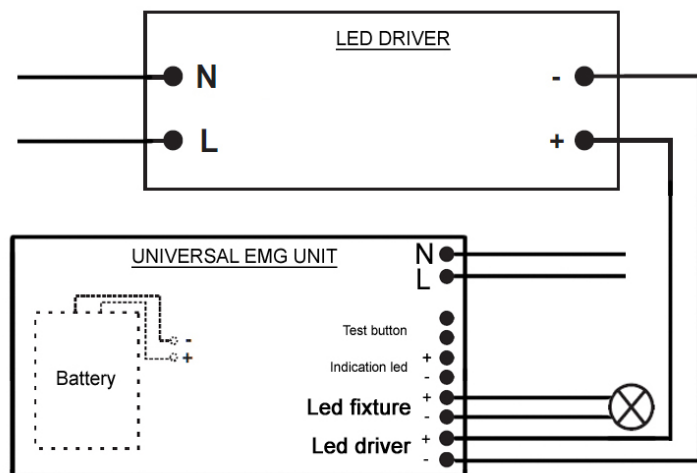 LED DRIVER
N -
L +
UNIVERSAL EMG UNIT
N
L
Test button
+
Indication led
-
-
+
Battery
+
Led fixture
-
Led driver +
-